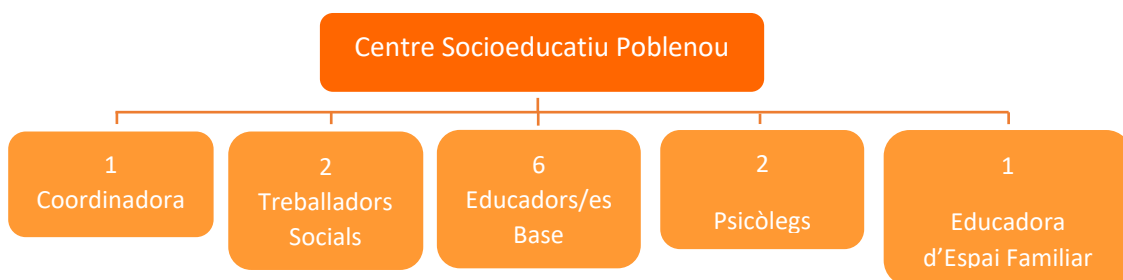 Centre Socioeducatiu Poblenou
1
Coordinadora
2
Treballadors
Socials
6
Educadors/es
Base
2
Psicòlegs
1
Educadora
d'Espai Familiar